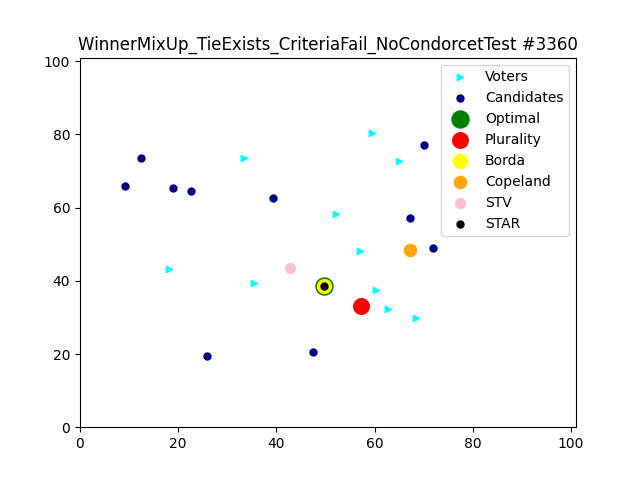 WinnerMixUp_TieExists_CriteriaFail_NoCondorcetTest #3360
100
80
60
40
20
0
0
20
40
60
80
100
Voters
Candidates
Optimal
Plurality
Borda
Copeland
STV
STAR